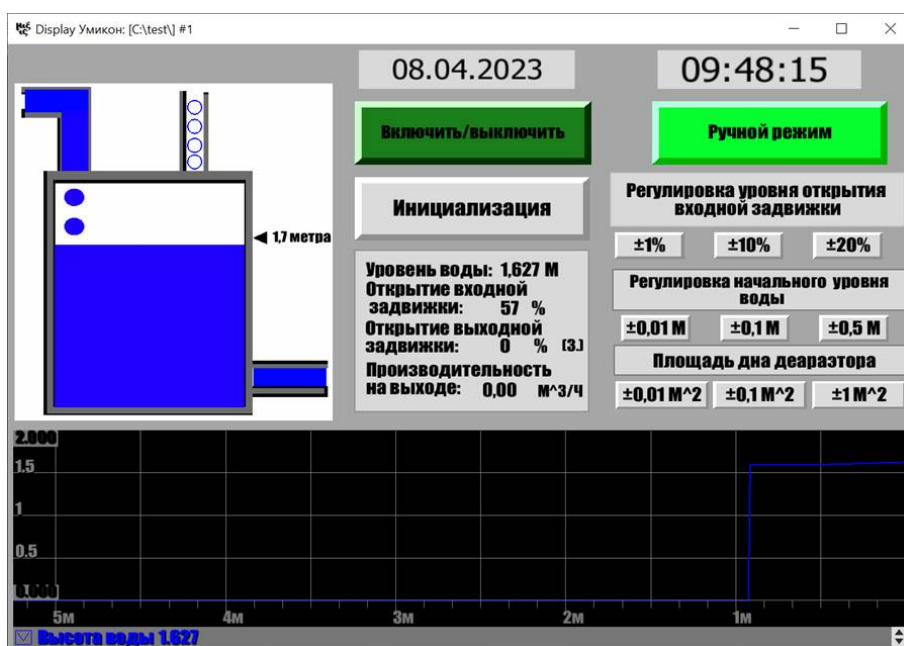 Display Умикон: [C:\test\] #1
08.04.2023
09:48:15
Включить/выключить
Ручной режим
Инициализация
Регулировка уровня открытия
входной задвижки
±1%
±10%
±20%
1,7 метра
Уровень воды: 1,627 М
Открытие входной
задвижки: 57 %
Открытие выходной
задвижки: 0 % (З.)
Производительность
на выходе: 0,00 М^3/Ч
Регулировка начального уровня
воды
±0,01 М
±0,1 М
±0,5 М
Площадь дна деараэтора
±0,01 М^2
±0,1 М^2
±1 М^2
2.000
1.5
1
0.5
0.000
5м
4м
3м
2м
1м
Высота воды 1.627